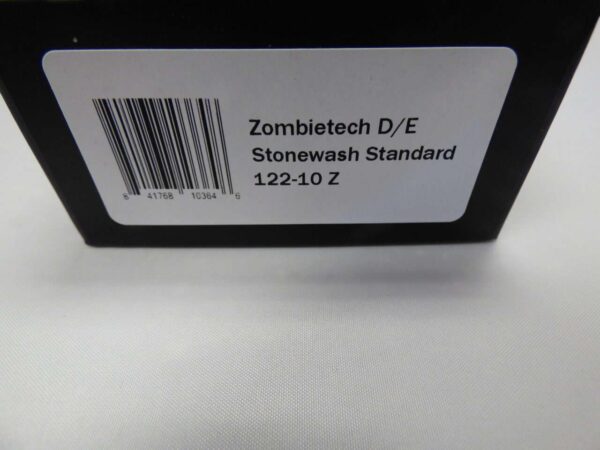 Zombietech D/E
Stonewash Standard
122-10 Z
8 41768 10364 6